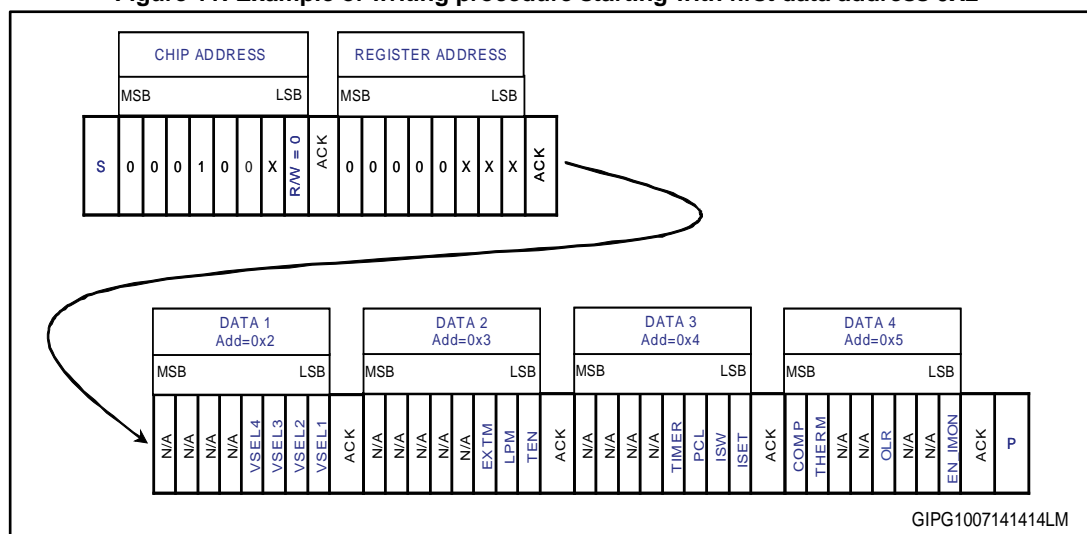 Example of writing procedure starting with first data address 0X2
CHIP ADDRESS REGISTER ADDRESS
MSB LSB MSB LSB
S 0 0 0 1 0 0 X R/W = 0 ACK 0 0 0 0 0 X X X ACK
DATA 1 DATA 2 DATA 3 DATA 4
Add=0x2 Add=0x3 Add=0x4 Add=0x5
MSB LSB MSB LSB MSB LSB MSB LSB
N/A N/A N/A N/A VSEL4 VSEL3 VSEL2 VSEL1 ACK N/A N/A N/A N/A N/A EXTM LPM TEN ACK N/A N/A N/A N/A TIMER PCL ISW ISET ACK COMP THERM N/A N/A OLR N/A N/A EN_IMON ACK P
GIPG1007141414LM